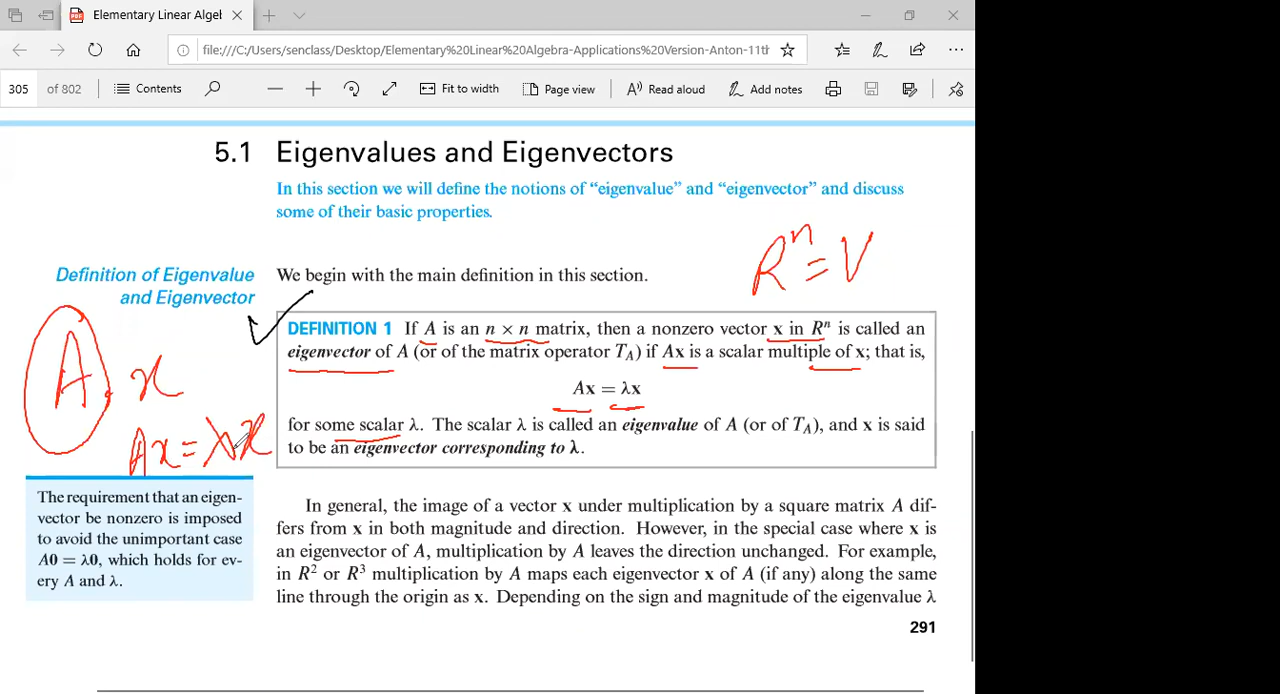 Elementary Linear Algel
file:///C:/Users/senclass/Desktop/Elementary%20Linear%20Algebra-Applications%20Version-Anton-11th
305 of 802 Contents Fit to width Page view Read aloud Add notes
5.1 Eigenvalues and Eigenvectors
In this section we will define the notions of “eigenvalue” and “eigenvector” and discuss
some of their basic properties.
Rⁿ = V
Definition of Eigenvalue
and Eigenvector
We begin with the main definition in this section.
DEFINITION 1 If A is an n × n matrix, then a nonzero vector x in Rⁿ is called an
eigenvector of A (or of the matrix operator T_A) if Ax is a scalar multiple of x; that is,
Ax = λx
for some scalar λ. The scalar λ is called an eigenvalue of A (or of T_A), and x is said
to be an eigenvector corresponding to λ.
A x
Ax = λx
The requirement that an eigen-
vector be nonzero is imposed
to avoid the unimportant case
A0 = λ0, which holds for ev-
ery A and λ.
In general, the image of a vector x under multiplication by a square matrix A dif-
fers from x in both magnitude and direction. However, in the special case where x is
an eigenvector of A, multiplication by A leaves the direction unchanged. For example,
in R² or R³ multiplication by A maps each eigenvector x of A (if any) along the same
line through the origin as x. Depending on the sign and magnitude of the eigenvalue λ
291